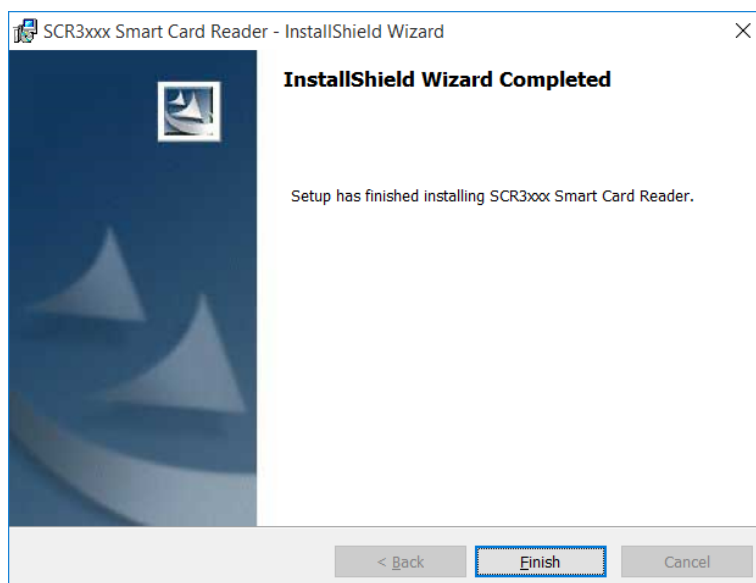 SCR3xxx Smart Card Reader - InstallShield Wizard
InstallShield Wizard Completed
Setup has finished installing SCR3xxx Smart Card Reader.
< Back
Finish
Cancel